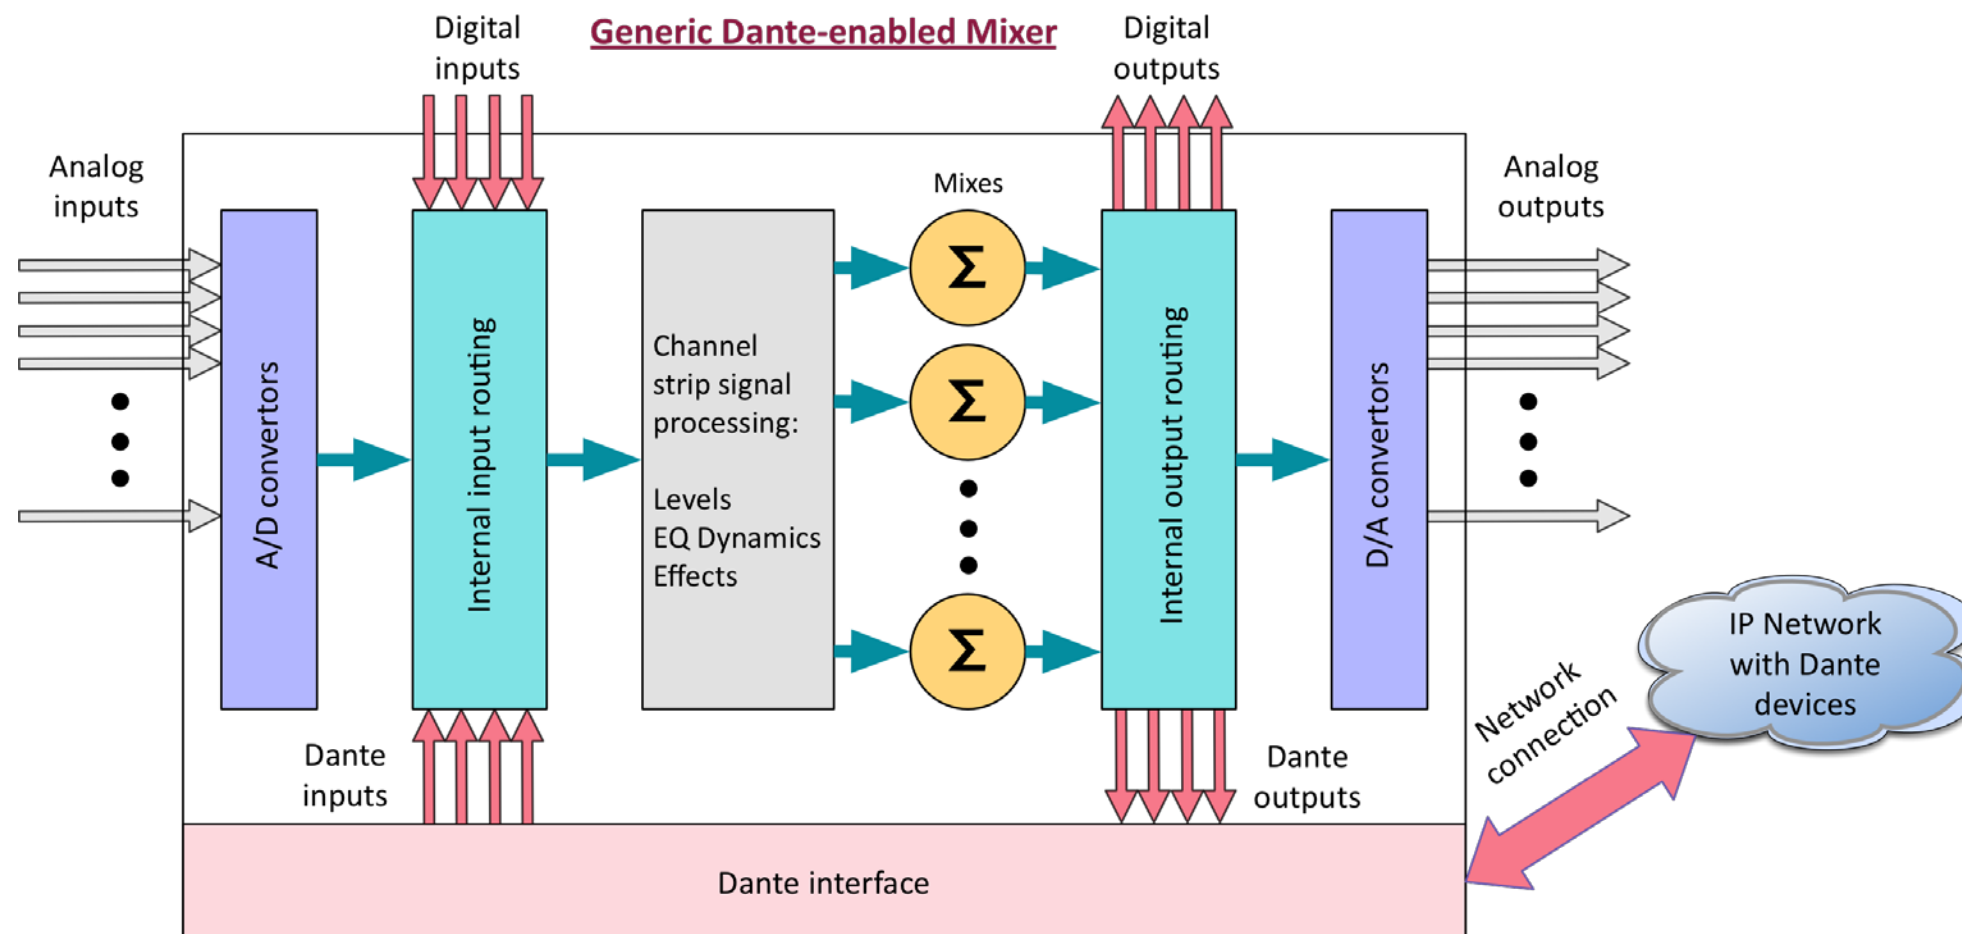 Generic Dante-enabled Mixer
Digital
inputs
Digital
outputs
Analog
inputs
Mixes
Analog
outputs
A/D convertors
Internal input routing
Channel
strip signal
processing:
Levels
EQ Dynamics
Effects
Σ
Σ
Σ
Internal output routing
D/A convertors
IP Network
with Dante
devices
Network
connection
Dante
inputs
Dante
outputs
Dante interface